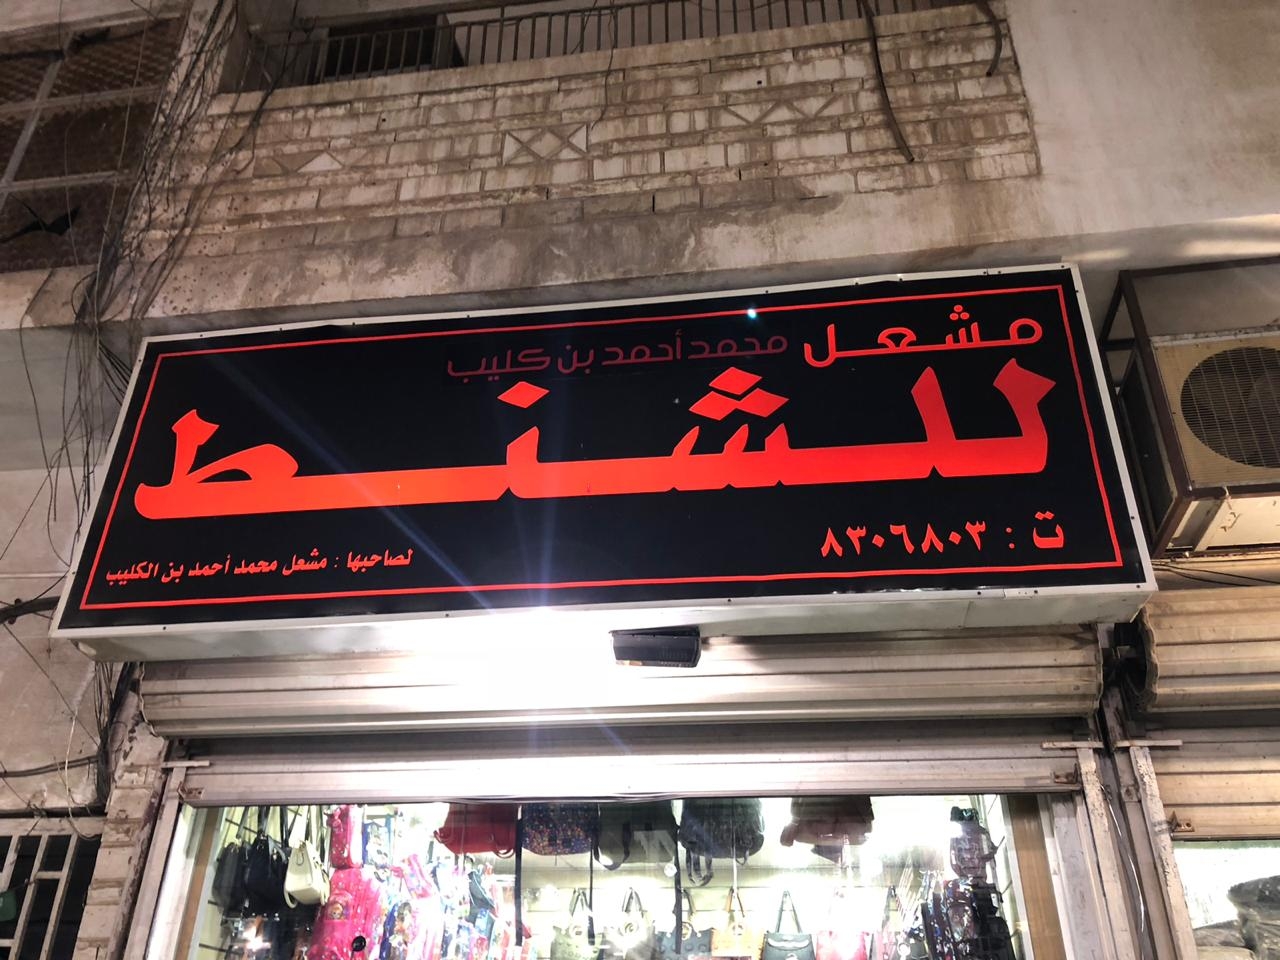 مشعل محمد أحمد بن كليب
للشنط
ت : ٨٣٠٦٨٠٣
لصاحبها : مشعل محمد أحمد بن الكليب